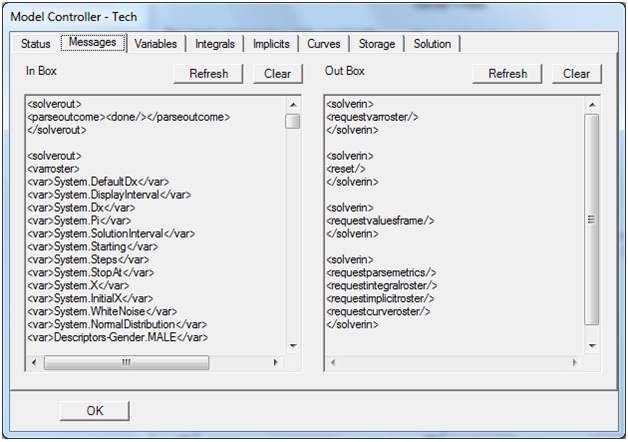 Model Controller - Tech
Status Messages Variables Integrals Implicits Curves Storage Solution
In Box Refresh Clear
<solverout>
<parseoutcome><done/></parseoutcome>
</solverout>
<solverout>
<varroster>
<var>System.DefaultDx</var>
<var>System.DisplayInterval</var>
<var>System.Dx</var>
<var>System.Pi</var>
<var>System.SolutionInterval</var>
<var>System.Starting</var>
<var>System.Steps</var>
<var>System.StopAt</var>
<var>System.X</var>
<var>System.InitialX</var>
<var>System.WhiteNoise</var>
<var>System.NormalDistribution</var>
<var>Descriptors-Gender.MALE</var>
Out Box Refresh Clear
<solverin>
<requestvarroster/>
</solverin>
<solverin>
<reset/>
</solverin>
<solverin>
<requestvaluesframe/>
</solverin>
<solverin>
<requestparsemetrics/>
<requestintegralroster/>
<requestimplicitroster/>
<requestcurveroster/>
</solverin>
OK